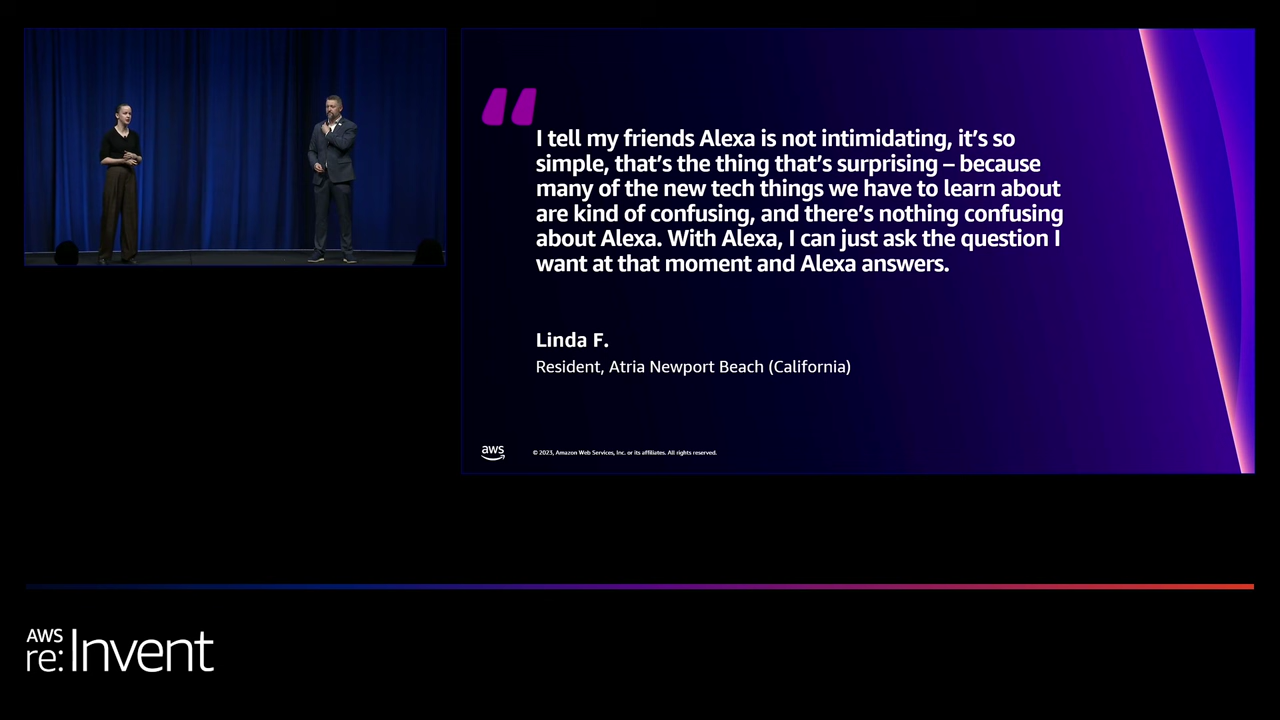 I tell my friends Alexa is not intimidating, it’s so
simple, that’s the thing that’s surprising – because
many of the new tech things we have to learn about
are kind of confusing, and there’s nothing confusing
about Alexa. With Alexa, I can just ask the question I
want at that moment and Alexa answers.
Linda F.
Resident, Atria Newport Beach (California)
aws
© 2023, Amazon Web Services, Inc. or its affiliates. All rights reserved.
AWS
re:Invent